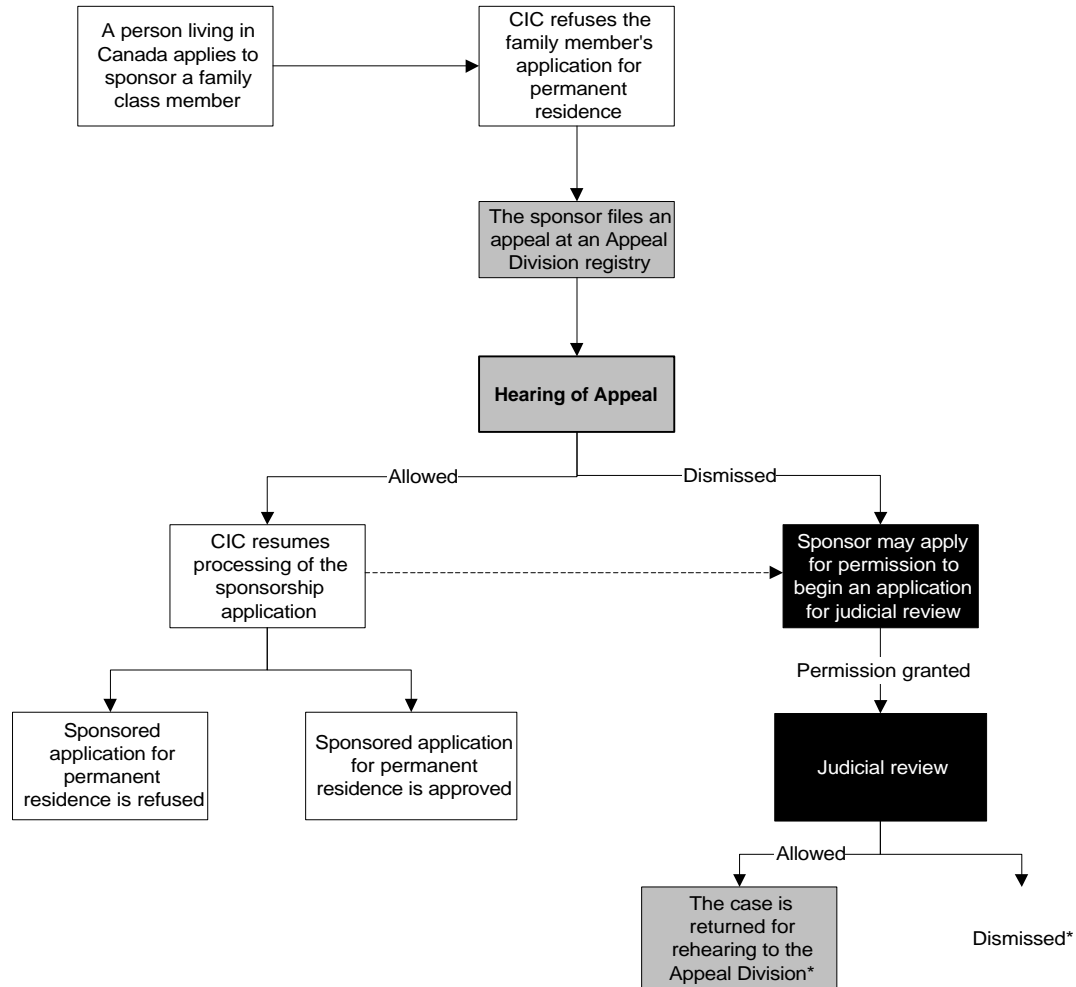 A person living in
Canada applies to
sponsor a family
class member
CIC refuses the
family member's
application for
permanent
residence
The sponsor files an
appeal at an Appeal
Division registry
Hearing of Appeal
Allowed
Dismissed
CIC resumes
processing of the
sponsorship
application
Sponsor may apply
for permission to
begin an application
for judicial review
Permission granted
Sponsored
application for
permanent
residence is refused
Sponsored application
for permanent
residence is approved
Judicial review
Allowed
The case is
returned for
rehearing to the
Appeal Division*
Dismissed*